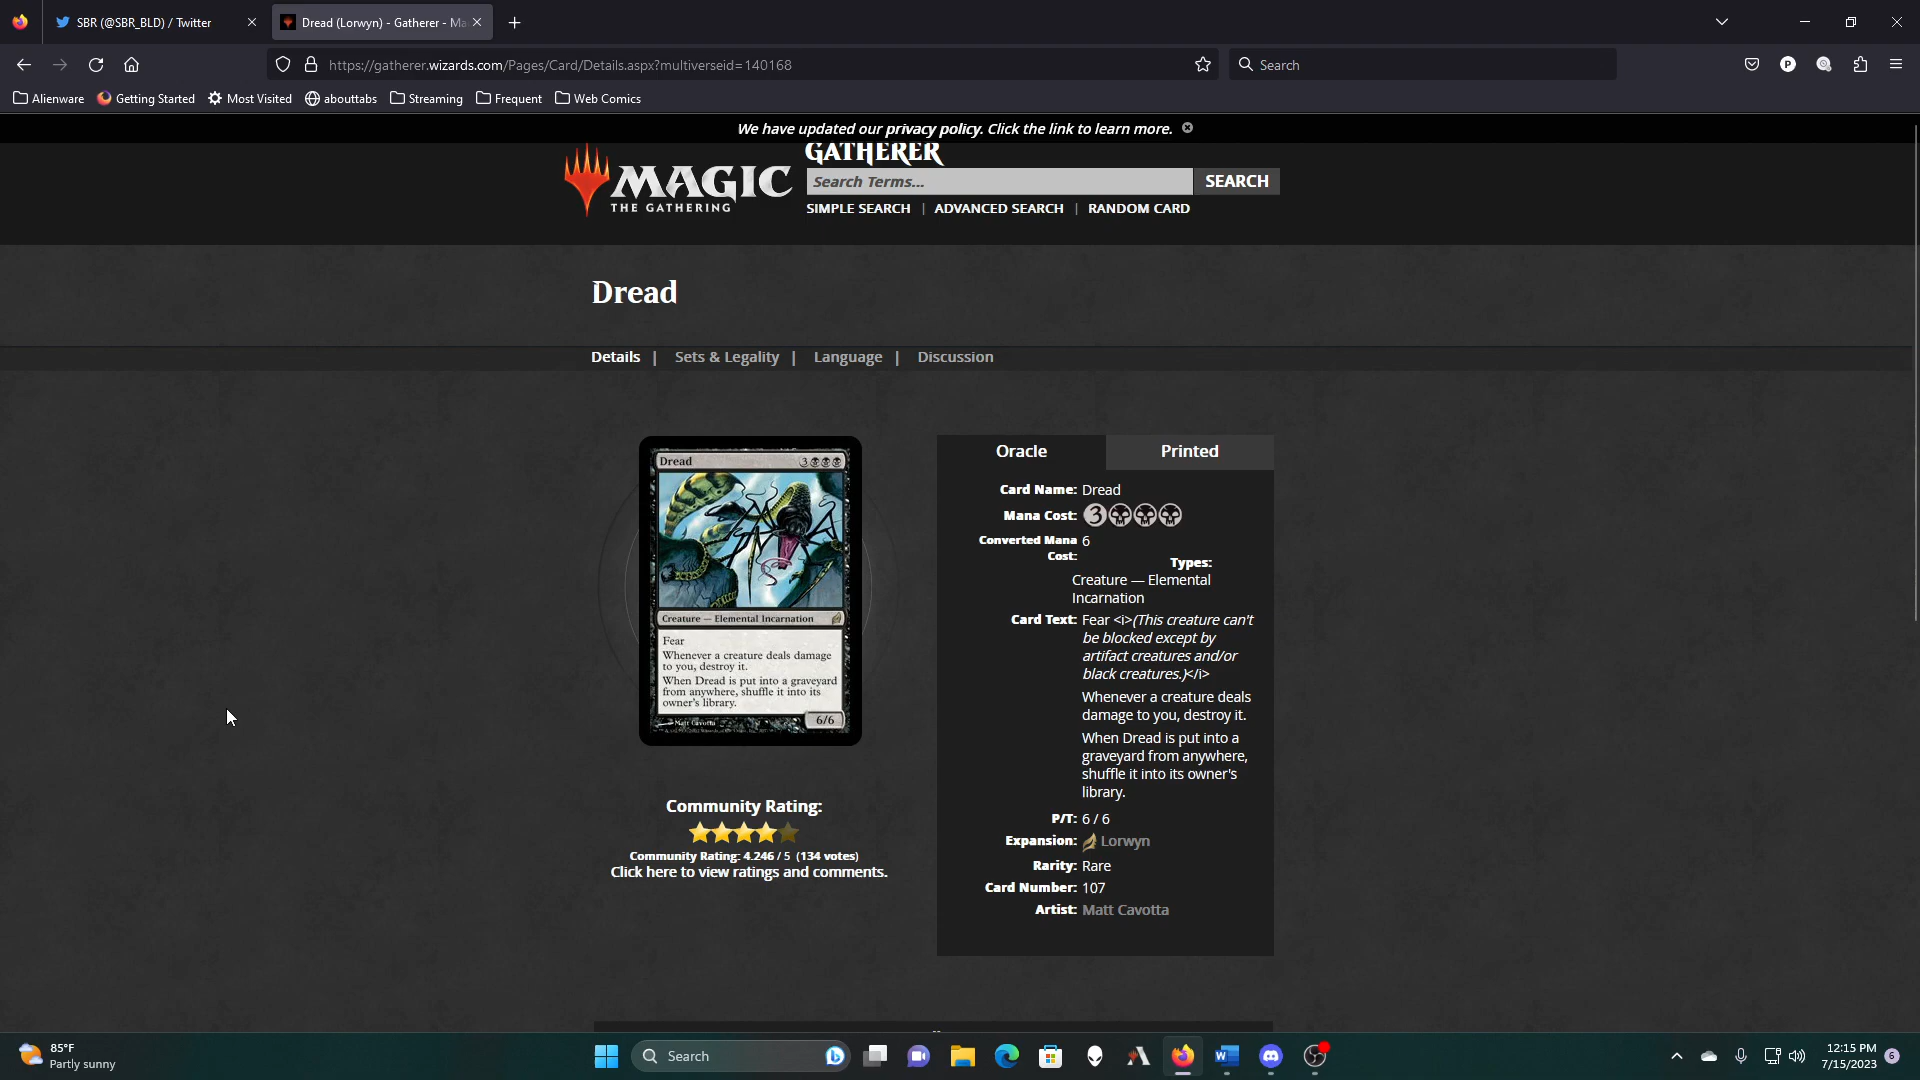 SBR (@SBR_BLD) / Twitter
Dread (Lorwyn) - Gatherer - Ma
https://gatherer.wizards.com/Pages/Card/Details.aspx?multiverseid=140168
Search
Alienware
Getting Started
Most Visited
abouttabs
Streaming
Frequent
Web Comics
We have updated our privacy policy. Click the link to learn more.
GATHERER
MAGIC
THE GATHERING
Search Terms...
SEARCH
SIMPLE SEARCH | ADVANCED SEARCH | RANDOM CARD
Dread
Details | Sets & Legality | Language | Discussion
Dread
3
Creature — Elemental Incarnation
Fear
Whenever a creature deals damage
to you, destroy it.
When Dread is put into a graveyard
from anywhere, shuffle it into its
owner's library.
Matt Cavotta
6/6
Community Rating:
Community Rating: 4.246 / 5 (134 votes)
Click here to view ratings and comments.
Oracle
Printed
Card Name: Dread
Mana Cost: 3
Converted Mana
Cost: 6
Types:
Creature — Elemental
Incarnation
Card Text: Fear <i>(This creature can't
be blocked except by
artifact creatures and/or
black creatures.)</i>
Whenever a creature deals
damage to you, destroy it.
When Dread is put into a
graveyard from anywhere,
shuffle it into its owner's
library.
P/T: 6 / 6
Expansion: Lorwyn
Rarity: Rare
Card Number: 107
Artist: Matt Cavotta
85°F
Partly sunny
Search
12:15 PM
7/15/2023
6